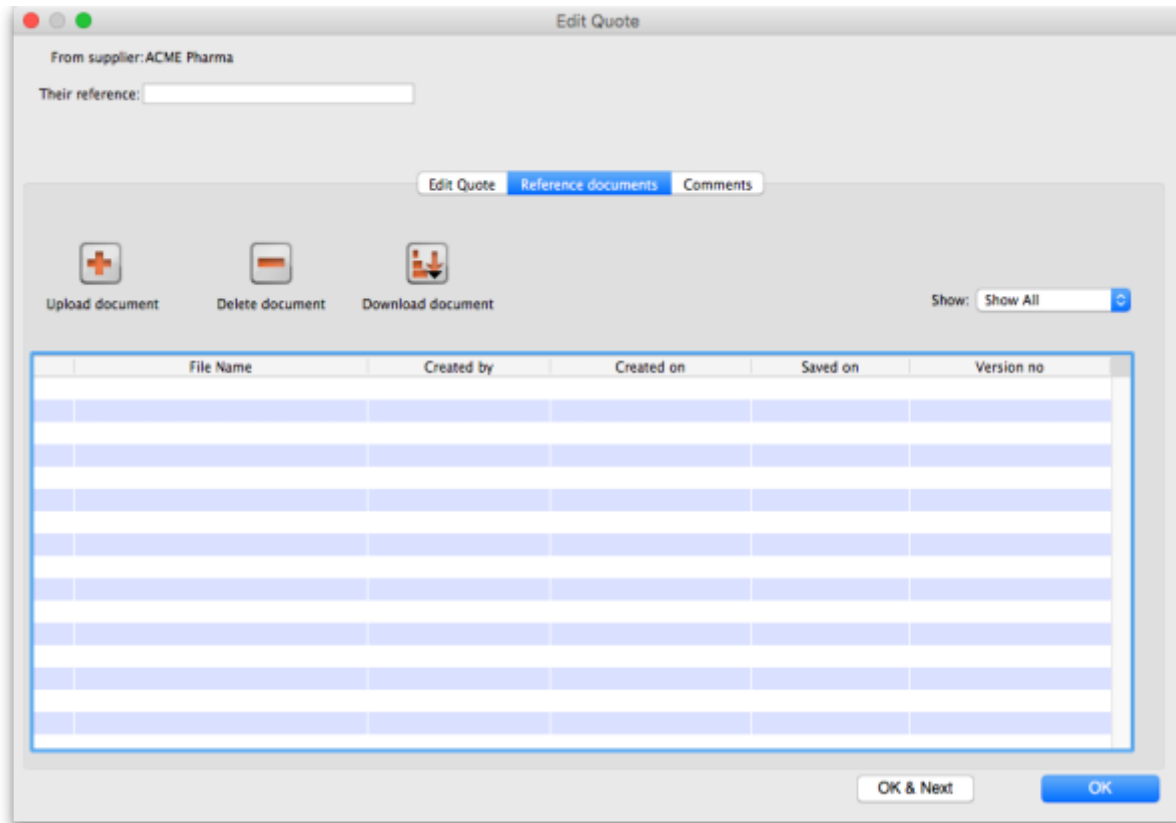 Edit Quote
From supplier:ACME Pharma
Their reference:
Edit Quote Reference documents Comments
Upload document Delete document Download document
Show: Show All
File Name Created by Created on Saved on Version no
OK & Next OK